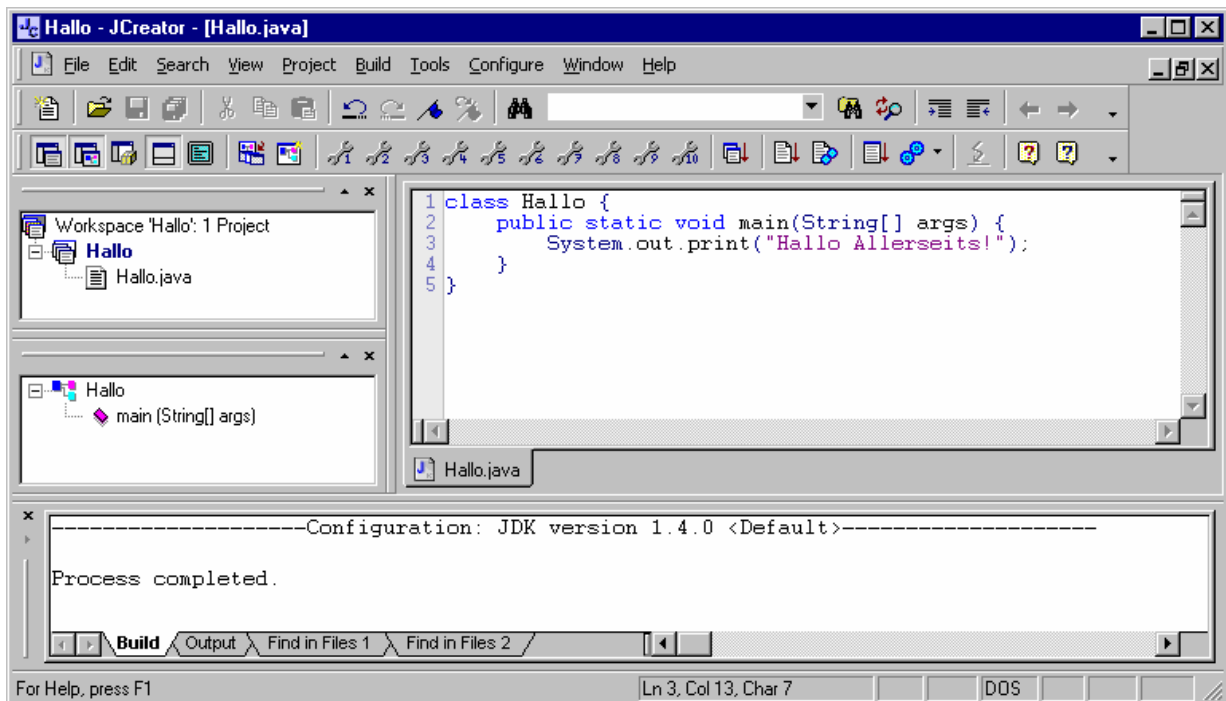 Hallo - JCreator - [Hallo.java]
File Edit Search View Project Build Tools Configure Window Help
Workspace 'Hallo': 1 Project
Hallo
Hallo.java
Hallo
main (String[] args)
1 class Hallo {
2 public static void main(String[] args) {
3 System.out.print("Hallo Allerseits!");
4 }
5 }
Hallo.java
--------------------Configuration: JDK version 1.4.0 <Default>--------------------
Process completed.
Build Output Find in Files 1 Find in Files 2
For Help, press F1 Ln 3, Col 13, Char 7 DOS